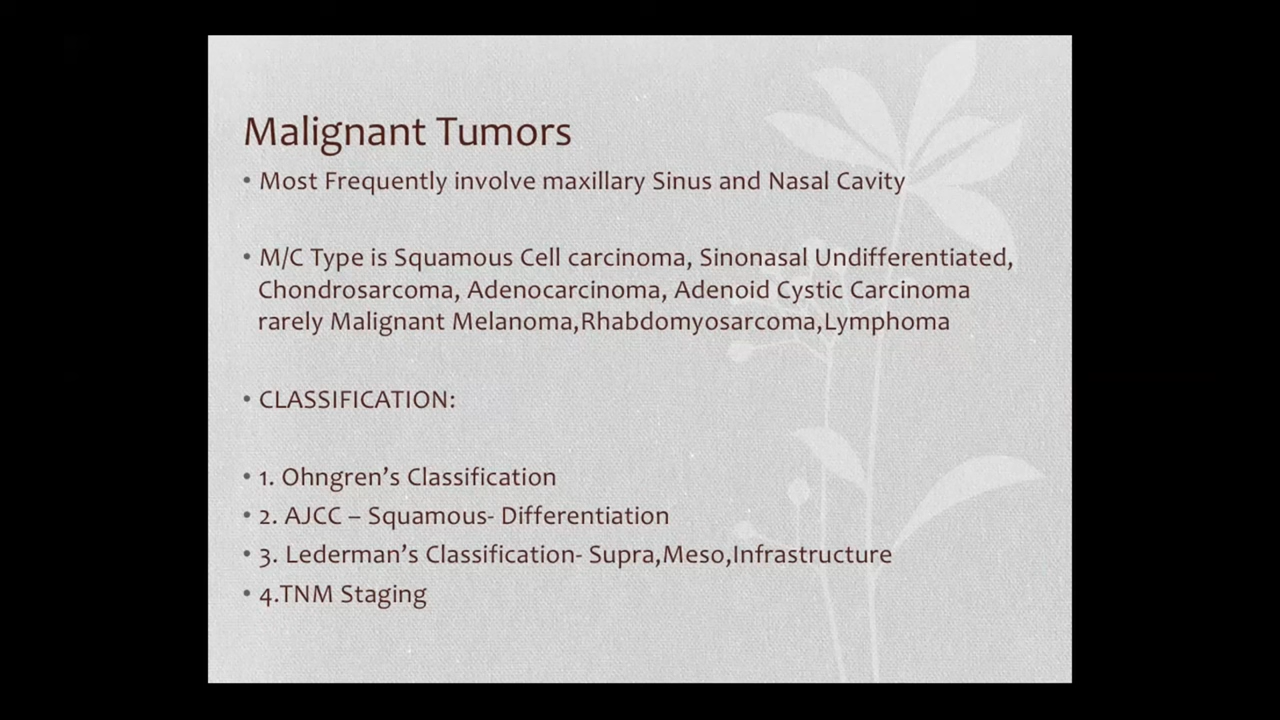 Malignant Tumors
• Most Frequently involve maxillary Sinus and Nasal Cavity
• M/C Type is Squamous Cell carcinoma, Sinonasal Undifferentiated,
Chondrosarcoma, Adenocarcinoma, Adenoid Cystic Carcinoma
rarely Malignant Melanoma,Rhabdomyosarcoma,Lymphoma
• CLASSIFICATION:
• 1. Ohngren’s Classification
• 2. AJCC – Squamous- Differentiation
• 3. Lederman’s Classification- Supra,Meso,Infrastructure
• 4.TNM Staging